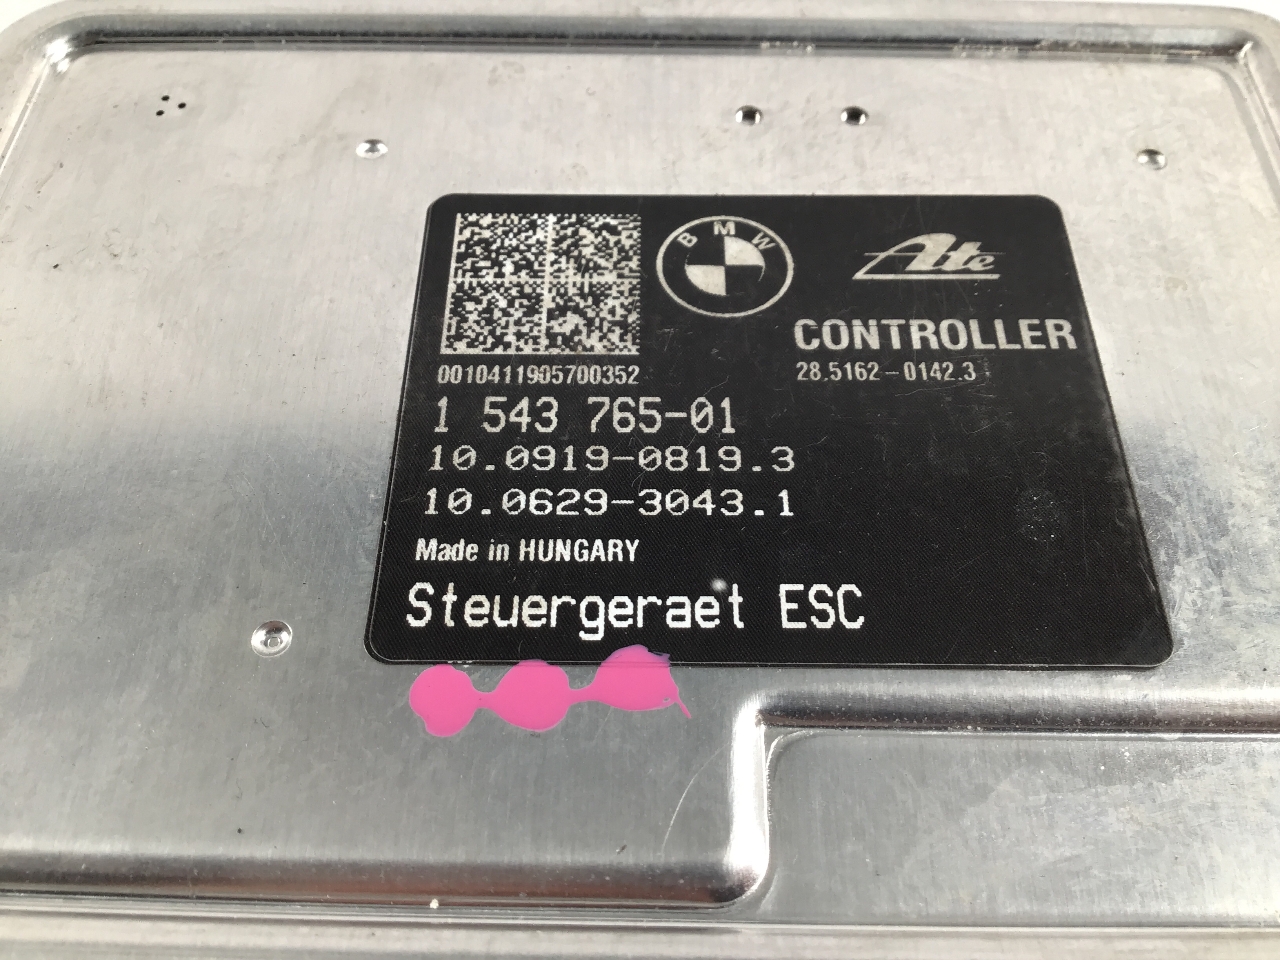 BMW
Ate
CONTROLLER
28.5162-0142.3
0010411905700352
1 543 765-01
10.0919-0819.3
10.0629-3043.1
Made in HUNGARY
Steuergeraet ESC